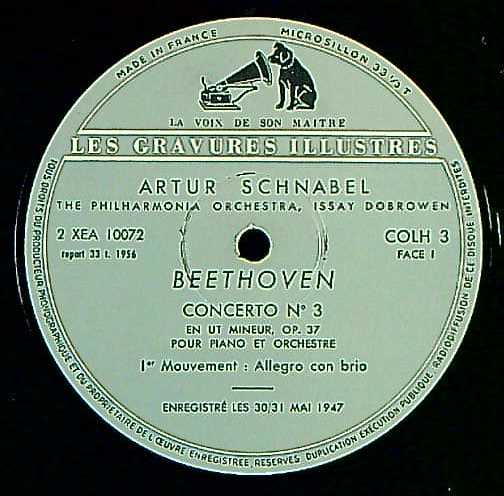 MADE IN FRANCE
MICROSILLON 33 1/3 T
LA VOIX DE SON MAITRE
LES GRAVURES ILLUSTRES
ARTUR SCHNABEL
THE PHILHARMONIA ORCHESTRA, ISSAY DOBROWEN
2 XEA 10072
COLH 3
report 33 t. 1956
FACE I
BEETHOVEN
CONCERTO N° 3
EN UT MINEUR, OP. 37
POUR PIANO ET ORCHESTRE
1er Mouvement : Allegro con brio
ENREGISTRÉ LES 30/31 MAI 1947
TOUS DROITS DU PRODUCTEUR PHONOGRAPHIQUE ET DU PROPRIETAIRE DE L'ŒUVRE ENREGISTREE, RESERVES. DUPLICATION EXECUTION PUBLIQUE, RADIODIFFUSION DE CE DISQUE, INTERDITES